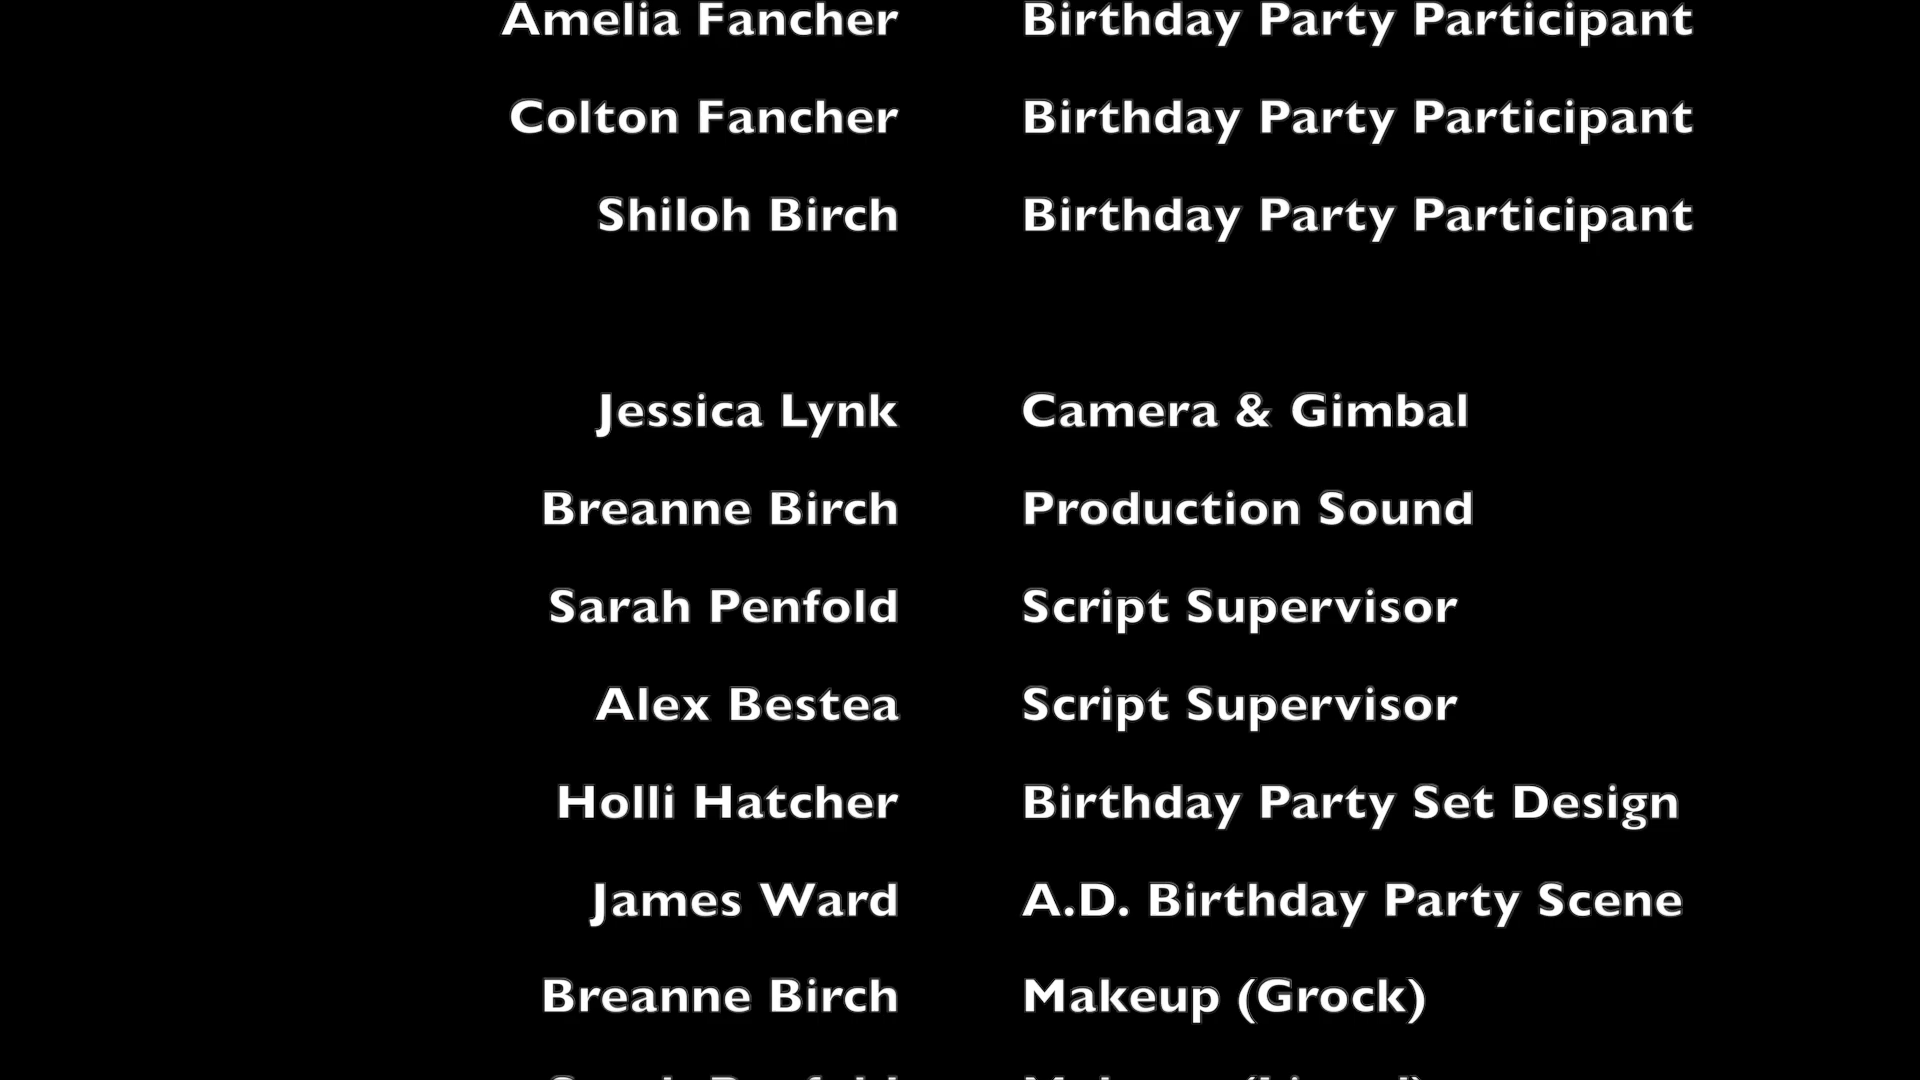 Amelia Fancher Birthday Party Participant
Colton Fancher Birthday Party Participant
Shiloh Birch Birthday Party Participant
Jessica Lynk Camera & Gimbal
Breanne Birch Production Sound
Sarah Penfold Script Supervisor
Alex Bestea Script Supervisor
Holli Hatcher Birthday Party Set Design
James Ward A.D. Birthday Party Scene
Breanne Birch Makeup (Grock)